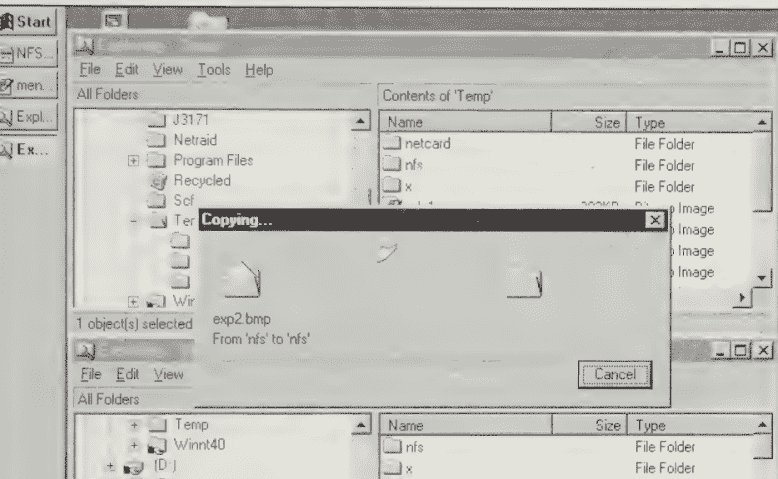 Start
NFS...
men...
Expl...
Ex...
File Edit View Tools Help
All Folders
Contents of 'Temp'
Name Size Type
J3171
Netraid
Program Files
Recycled
Scf
Ter
Wir
netcard File Folder
nfs File Folder
x File Folder
Image
Image
Image
Image
1 object(s) selected
Copying...
exp2.bmp
From 'nfs' to 'nfs'
Cancel
File Edit View
All Folders
Temp
Winnt40
(D:)
Name Size Type
nfs File Folder
x File Folder